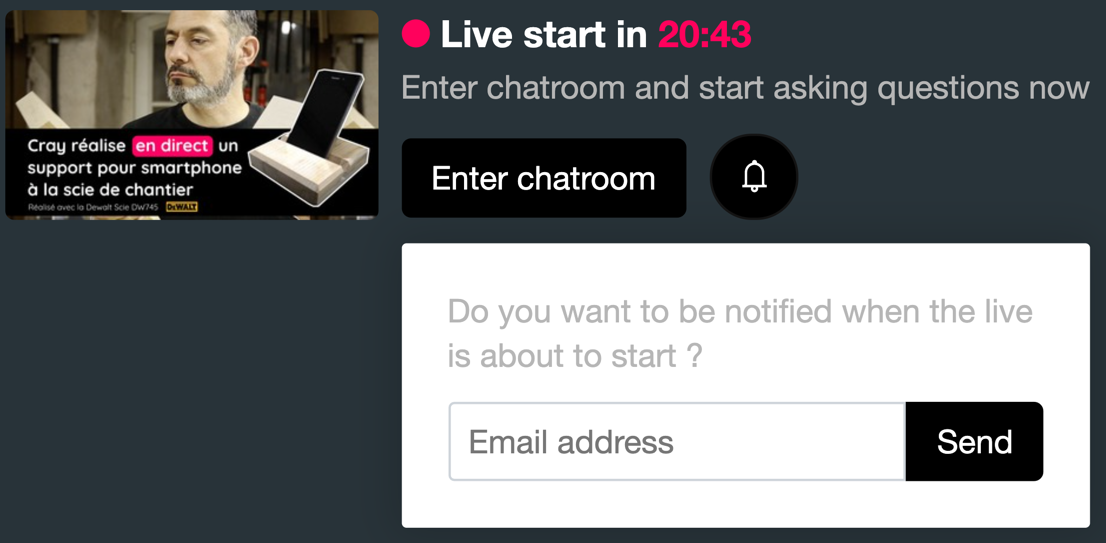 Cray réalise en direct un
support pour smartphone
à la scie de chantier
Réalisé avec la Dewalt Scie DW745 DEWALT
Live start in 20:43
Enter chatroom and start asking questions now
Enter chatroom
Do you want to be notified when the live
is about to start ?
Email address
Send